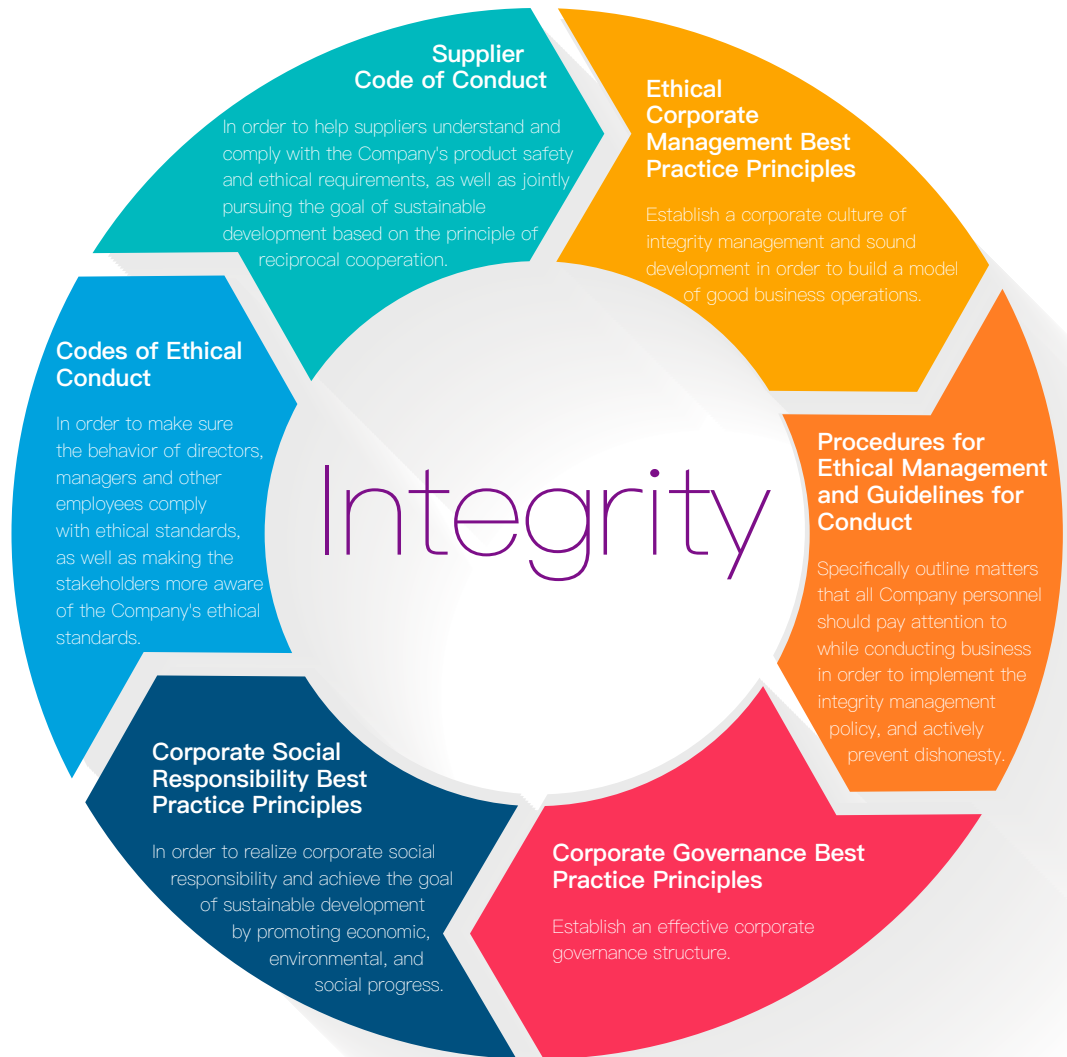 Supplier
Code of Conduct
In order to help suppliers understand and
comply with the Company's product safety
and ethical requirements, as well as jointly
pursuing the goal of sustainable
development based on the principle of
reciprocal cooperation.
Ethical
Corporate
Management Best
Practice Principles
Establish a corporate culture of
integrity management and sound
development in order to build a model
of good business operations.
Procedures for
Ethical Management
and Guidelines for
Conduct
Specifically outline matters
that all Company personnel
should pay attention to
while conducting business
in order to implement the
integrity management
policy, and actively
prevent dishonesty.
Corporate Governance Best
Practice Principles
Establish an effective corporate
governance structure.
Corporate Social
Responsibility Best
Practice Principles
In order to realize corporate social
responsibility and achieve the goal
of sustainable development
by promoting economic,
environmental, and
social progress.
Codes of Ethical
Conduct
In order to make sure
the behavior of directors,
managers and other
employees comply
with ethical standards,
as well as making the
stakeholders more aware
of the Company's ethical
standards.
Integrity